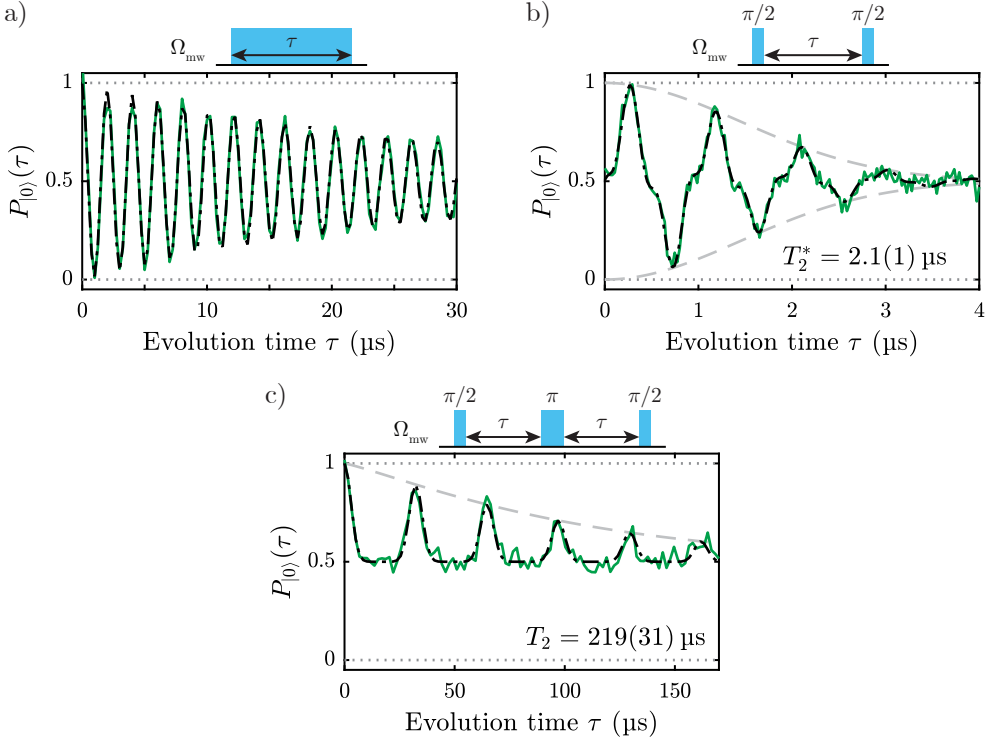 a)
Ω_mw
τ
P_|0⟩(τ)
1
0.5
0
0 10 20 30
Evolution time τ (µs)
b)
π/2 π/2
Ω_mw
τ
P_|0⟩(τ)
1
0.5
0
T_2^* = 2.1(1) µs
0 1 2 3 4
Evolution time τ (µs)
c)
π/2 π π/2
Ω_mw
τ τ
P_|0⟩(τ)
1
0.5
0
T_2 = 219(31) µs
0 50 100 150
Evolution time τ (µs)